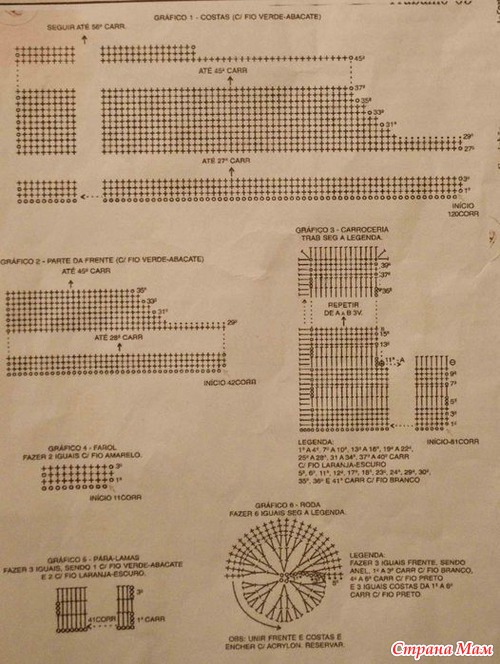 Trabalho
GRÁFICO 1 - COSTAS (C/ FIO VERDE-ABACATE)
SEGUIR ATÉ 56ª CARR.
45ª
ATÉ 45ª CARR
37ª
35ª
33ª
31ª
29ª
27ª
ATÉ 27ª CARR
03ª
1ª
INÍCIO
120CORR
GRÁFICO 2 - PARTE DA FRENTE (C/ FIO VERDE-ABACATE)
ATÉ 45ª CARR
35ª
33ª
31ª
29ª
ATÉ 28ª CARR
INÍCIO 42CORR
GRÁFICO 3 - CARROCERIA
TRAB SEG A LEGENDA.
39ª
37ª
35ª
REPETIR
DE A a B 3V.
15ª
13ª
11ª A
9ª
7ª
5ª
3ª
1ª
INÍCIO-81CORR
LEGENDA:
1ª A 4ª, 7ª A 10ª, 13ª A 16ª, 19ª A 22ª,
25ª A 28ª, 31 A 34ª, 37ª A 40ª CARR
C/ FIO LARANJA-ESCURO
5ª, 6ª, 11ª, 12ª, 17ª, 18ª, 23ª, 24ª, 29ª, 30ª,
35ª, 36ª E 41ª CARR C/ FIO BRANCO
GRÁFICO 4 - FAROL
FAZER 2 IGUAIS C/ FIO AMARELO.
3ª
1ª
INÍCIO 11CORR
GRÁFICO 5 - PÁRA-LAMAS
FAZER 3 IGUAIS, SENDO 1 C/ FIO VERDE-ABACATE
E 2 C/ FIO LARANJA-ESCURO.
3ª
41CORR
1ª CARR
GRÁFICO 6 - RODA
FAZER 6 IGUAIS SEG A LEGENDA.
LEGENDA:
FAZER 3 IGUAIS FRENTE, SENDO
ANEL, 1ª A 3ª CARR C/ FIO BRANCO,
4ª A 6ª CARR C/ FIO PRETO
E 3 IGUAIS COSTAS DA 1ª A 6ª
CARR C/ FIO PRETO
OBS: UNIR FRENTE E COSTAS E
ENCHER C/ ACRYLON. RESERVAR.
Страна Мам